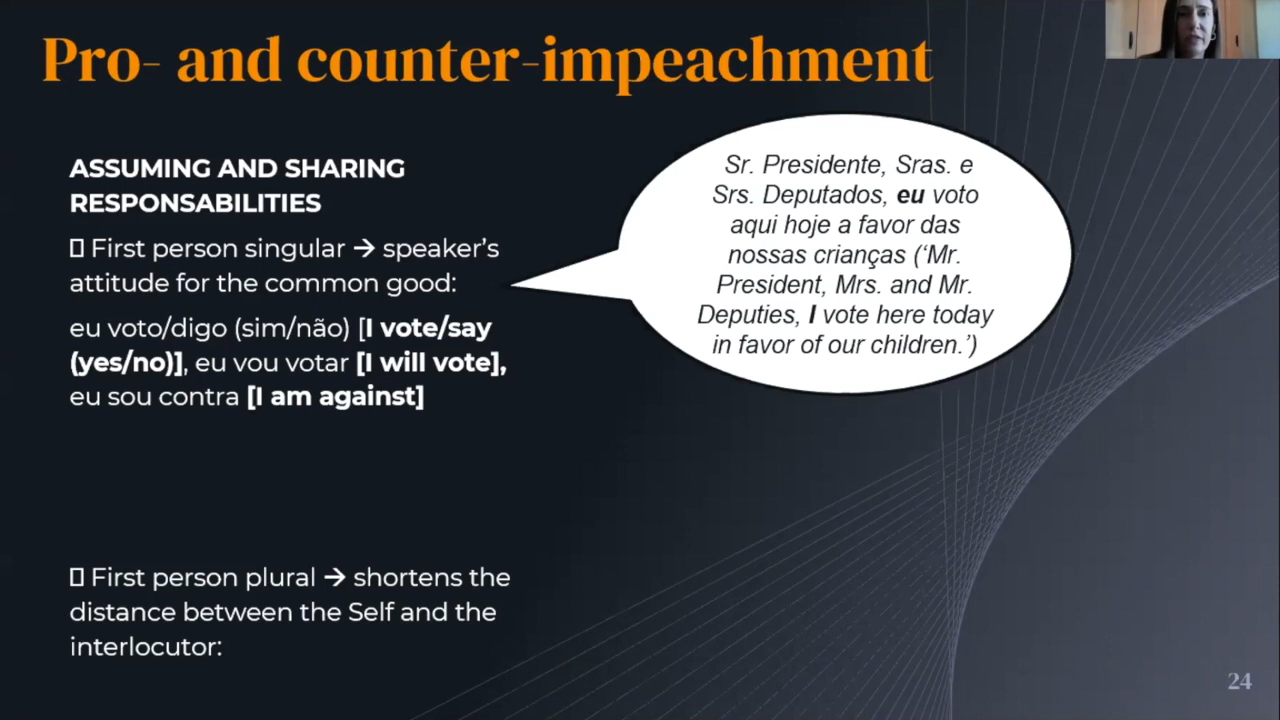 Pro- and counter-impeachment
ASSUMING AND SHARING
RESPONSABILITIES
▯ First person singular → speaker’s
attitude for the common good:
eu voto/digo (sim/não) [I vote/say
(yes/no)], eu vou votar [I will vote],
eu sou contra [I am against]
▯ First person plural → shortens the
distance between the Self and the
interlocutor:
Sr. Presidente, Sras. e
Srs. Deputados, eu voto
aqui hoje a favor das
nossas crianças (‘Mr.
President, Mrs. and Mr.
Deputies, I vote here today
in favor of our children.’)
24